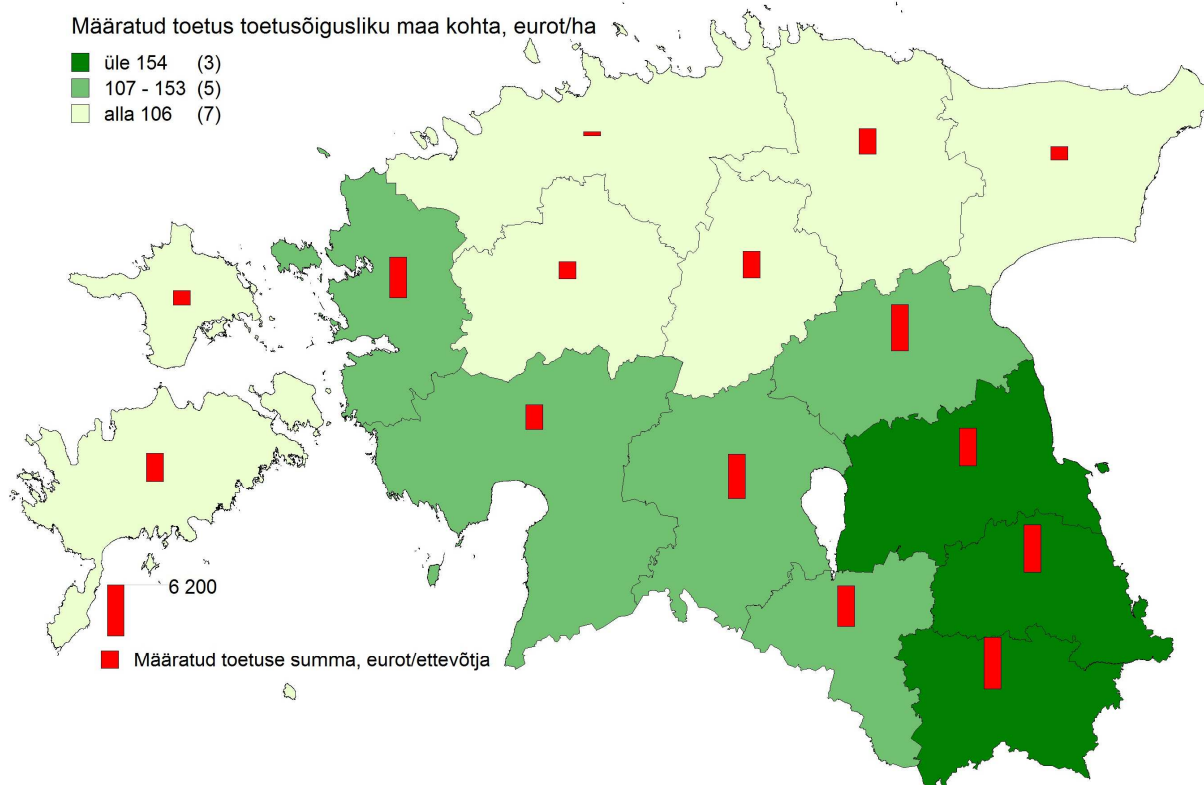 Määratud toetus toetusõigusliku maa kohta, eurot/ha
üle 154 (3)
107 - 153 (5)
alla 106 (7)
6 200
Määratud toetuse summa, eurot/ettevõtja